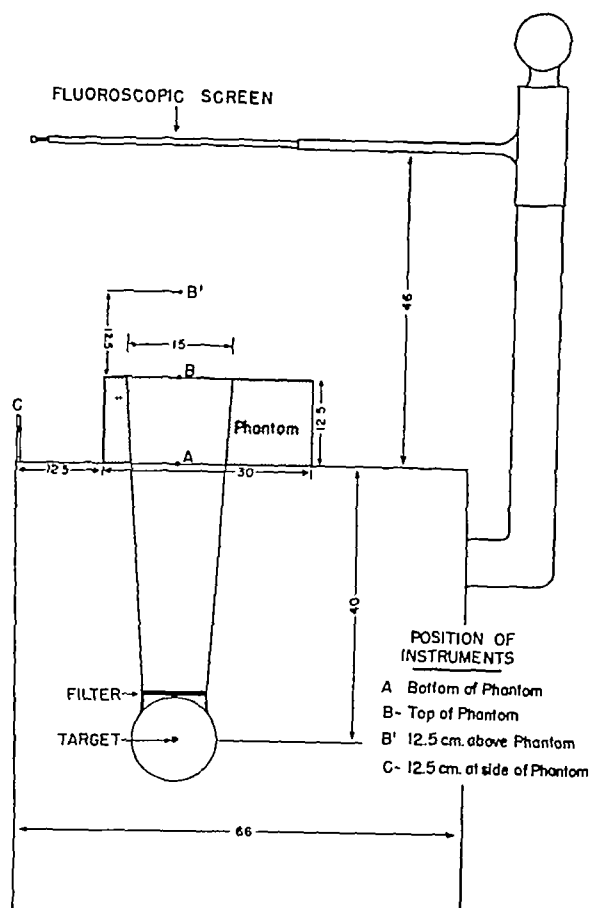 FLUOROSCOPIC SCREEN
46
B'
12.5
15
B
C
Phantom
12.5
A
12.5
30
40
POSITION OF
INSTRUMENTS
FILTER
A Bottom of Phantom
B- Top of Phantom
TARGET
B' 12.5 cm. above Phantom
C- 12.5 cm. at side of Phantom
66